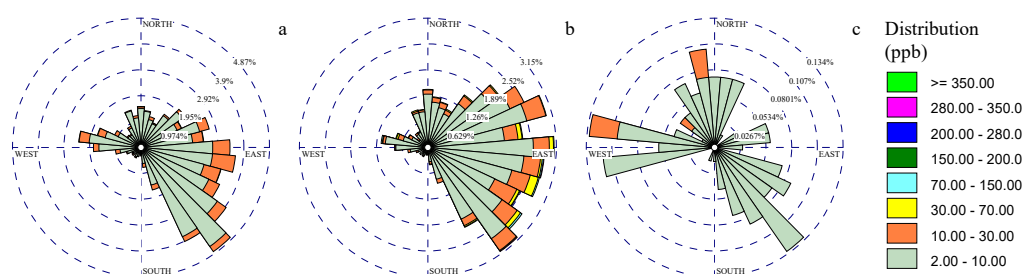 NORTH
a
4.87%
3.9%
2.92%
1.95%
0.974%
WEST
EAST
SOUTH
NORTH
b
3.15%
2.52%
1.89%
1.26%
0.629%
WEST
EAST
SOUTH
NORTH
c
0.134%
0.107%
0.0801%
0.0534%
0.0267%
WEST
EAST
SOUTH
Distribution
(ppb)
>= 350.00
280.00 - 350.0
200.00 - 280.0
150.00 - 200.0
70.00 - 150.00
30.00 - 70.00
10.00 - 30.00
2.00 - 10.00